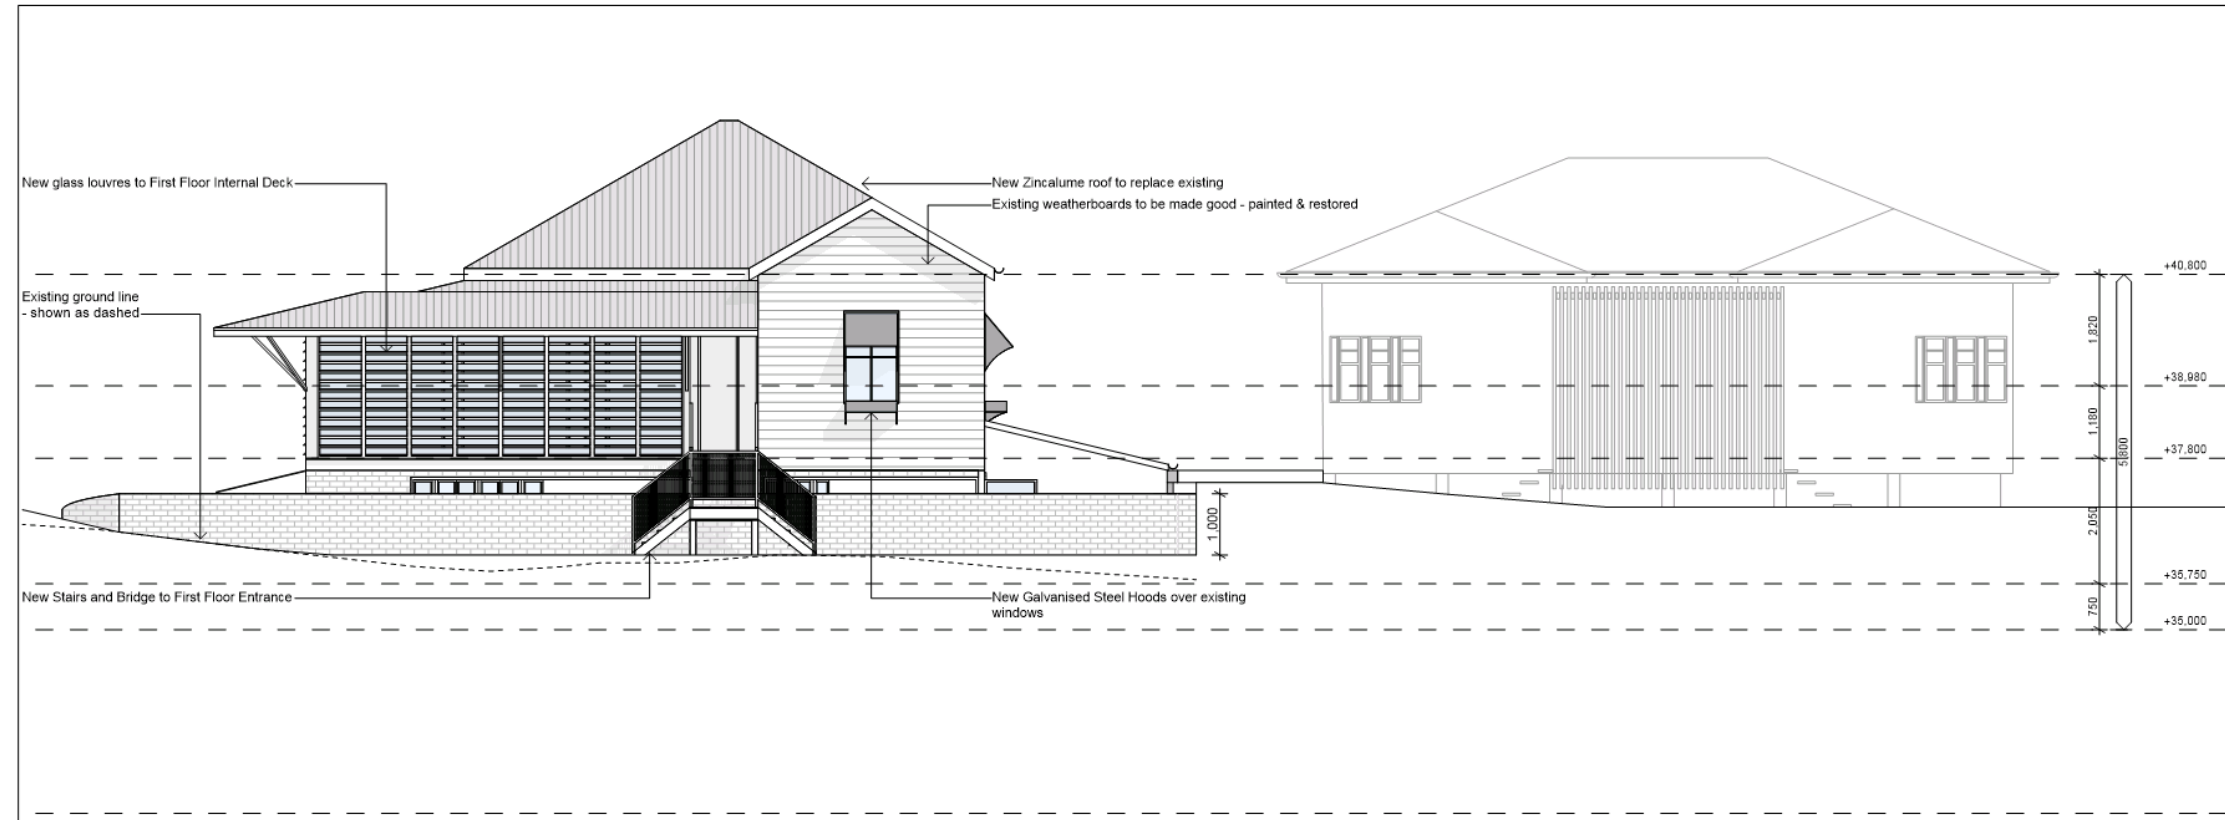 New glass louvres to First Floor Internal Deck
New Zincalume roof to replace existing
Existing weatherboards to be made good - painted & restored
Existing ground line
- shown as dashed
New Stairs and Bridge to First Floor Entrance
New Galvanised Steel Hoods over existing
windows
1,000
+40,800
1,820
+38,980
1,180
+37,800
5,800
2,050
+35,750
750
+35,000